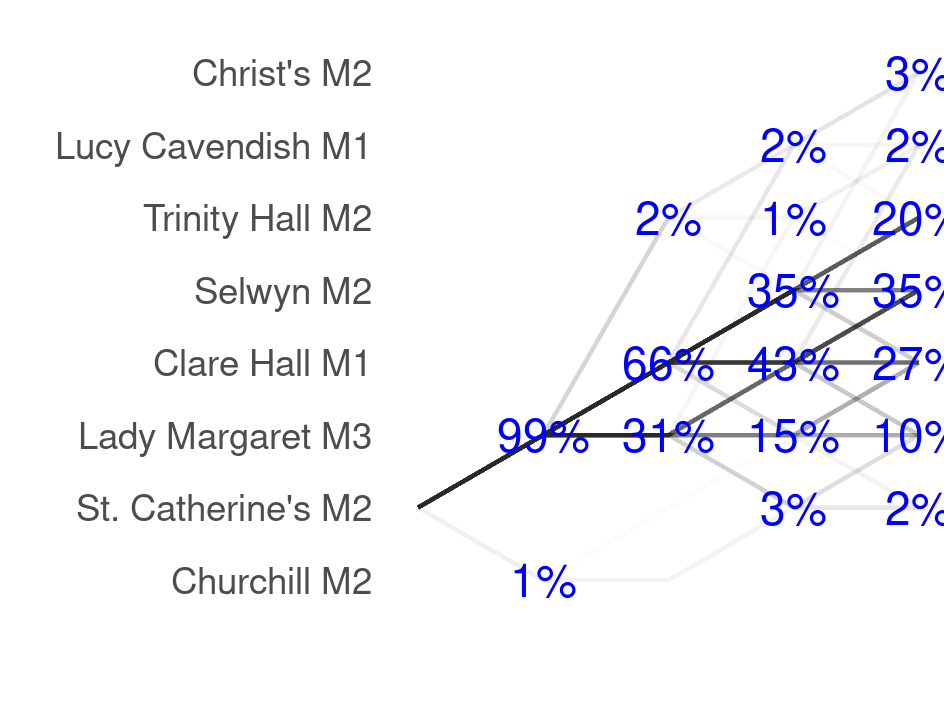 Christ's M2 3%
Lucy Cavendish M1 2% 2%
Trinity Hall M2 2% 1% 20%
Selwyn M2 35% 35%
Clare Hall M1 66% 43% 27%
Lady Margaret M3 99% 31% 15% 10%
St. Catherine's M2 3% 2%
Churchill M2 1%